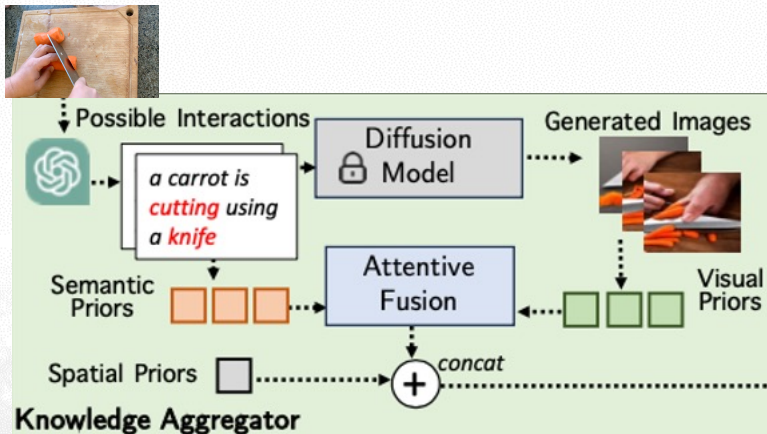 Possible Interactions
Generated Images
Diffusion
Model
a carrot is
cutting using
a knife
Attentive
Fusion
Semantic
Priors
Visual
Priors
Spatial Priors
+
concat
Knowledge Aggregator